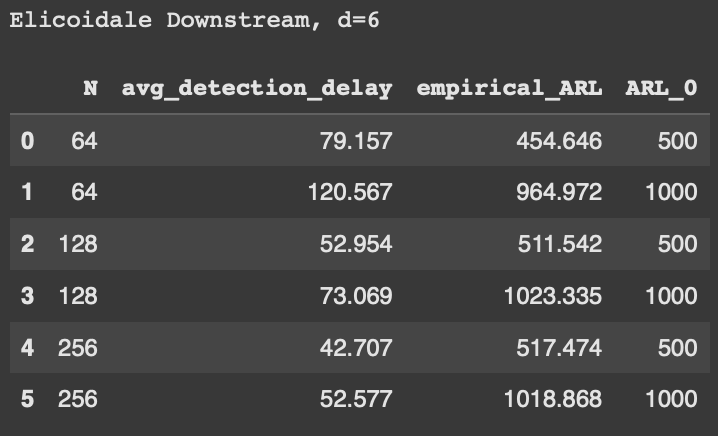 Elicoidale Downstream, d=6
N avg_detection_delay empirical_ARL ARL_0
0 64 79.157 454.646 500
1 64 120.567 964.972 1000
2 128 52.954 511.542 500
3 128 73.069 1023.335 1000
4 256 42.707 517.474 500
5 256 52.577 1018.868 1000